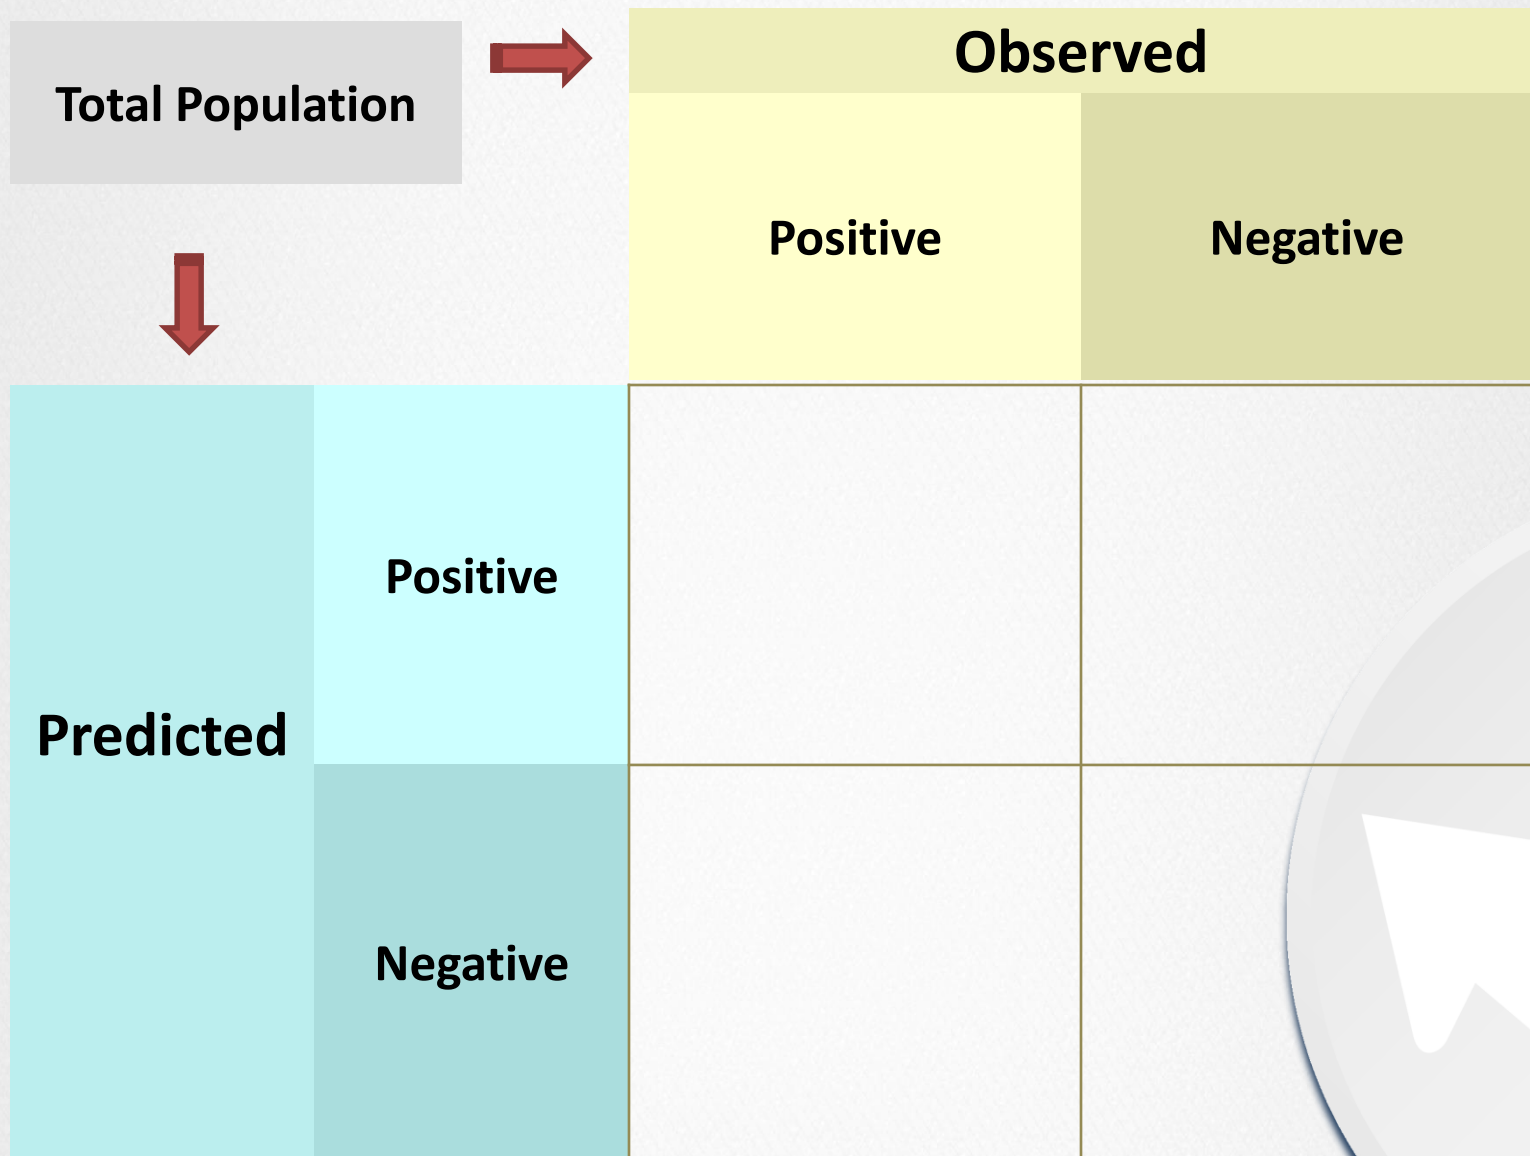 Total Population
Observed
Positive
Negative
Predicted
Positive
Negative